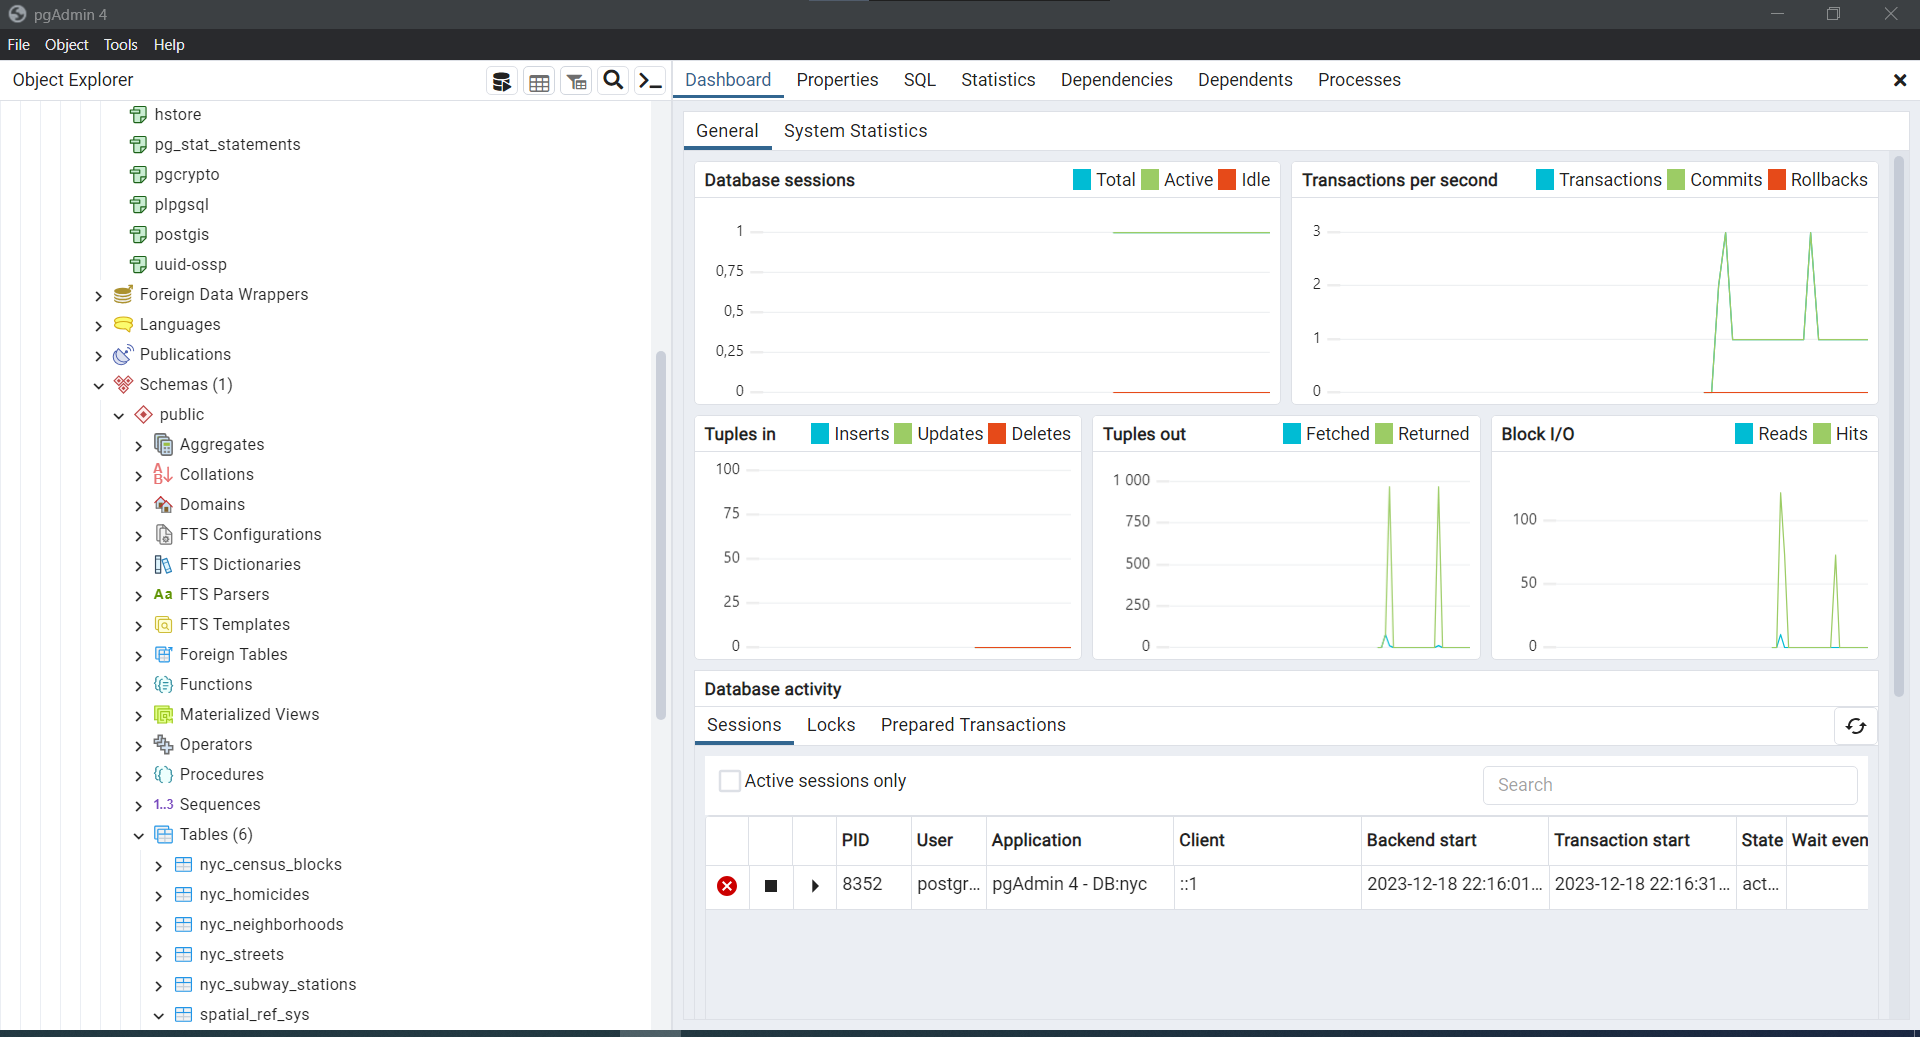 pgAdmin 4
File Object Tools Help
Object Explorer
Dashboard Properties SQL Statistics Dependencies Dependents Processes
hstore
pg_stat_statements
pgcrypto
plpgsql
postgis
uuid-ossp
Foreign Data Wrappers
Languages
Publications
Schemas (1)
public
Aggregates
Collations
Domains
FTS Configurations
FTS Dictionaries
Aa FTS Parsers
FTS Templates
Foreign Tables
Functions
Materialized Views
Operators
Procedures
1..3 Sequences
Tables (6)
nyc_census_blocks
nyc_homicides
nyc_neighborhoods
nyc_streets
nyc_subway_stations
spatial_ref_sys
General System Statistics
Database sessions Total Active Idle
1
0,75
0,5
0,25
0
Transactions per second Transactions Commits Rollbacks
3
2
1
0
Tuples in Inserts Updates Deletes
100
75
50
25
0
Tuples out Fetched Returned
1 000
750
500
250
0
Block I/O Reads Hits
100
50
0
Database activity
Sessions Locks Prepared Transactions
Active sessions only Search
PID User Application Client Backend start Transaction start State Wait even
8352 postgr... pgAdmin 4 - DB:nyc ::1 2023-12-18 22:16:01... 2023-12-18 22:16:31... act...